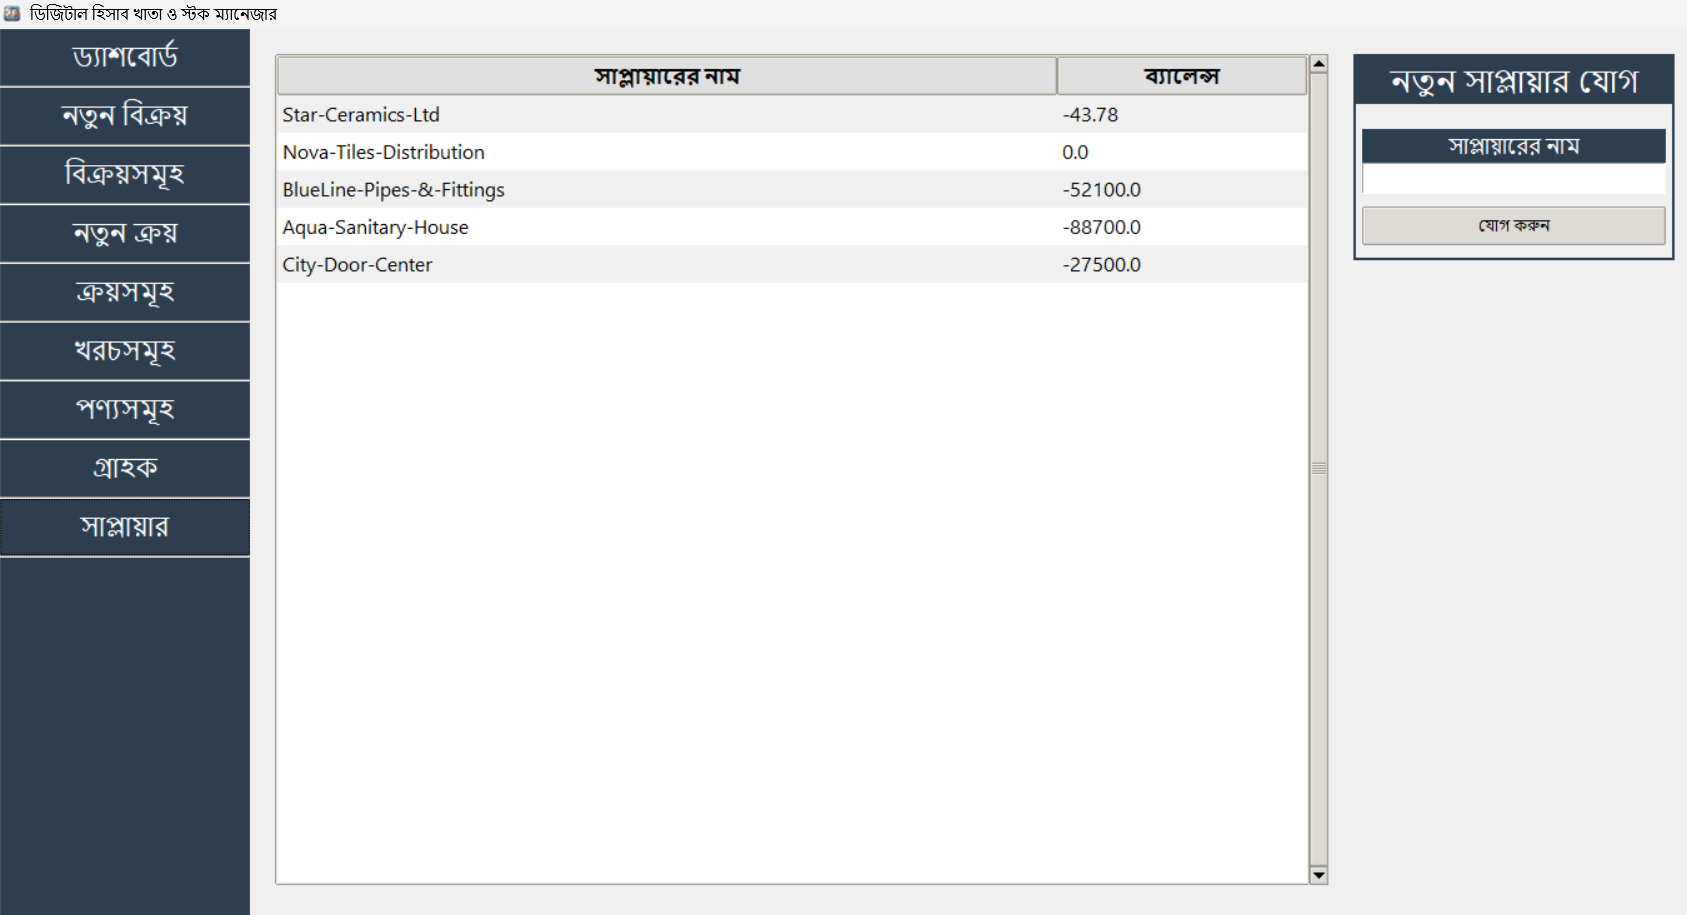 ডিজিটাল হিসাব খাতা ও স্টক ম্যানেজার
ড্যাশবোর্ড
নতুন বিক্রয়
বিক্রয়সমূহ
নতুন ক্রয়
ক্রয়সমূহ
খরচসমূহ
পণ্যসমূহ
গ্রাহক
সাপ্লায়ার
সাপ্লায়ারের নাম ব্যালেন্স
Star-Ceramics-Ltd -43.78
Nova-Tiles-Distribution 0.0
BlueLine-Pipes-&-Fittings -52100.0
Aqua-Sanitary-House -88700.0
City-Door-Center -27500.0
নতুন সাপ্লায়ার যোগ
সাপ্লায়ারের নাম
যোগ করুন